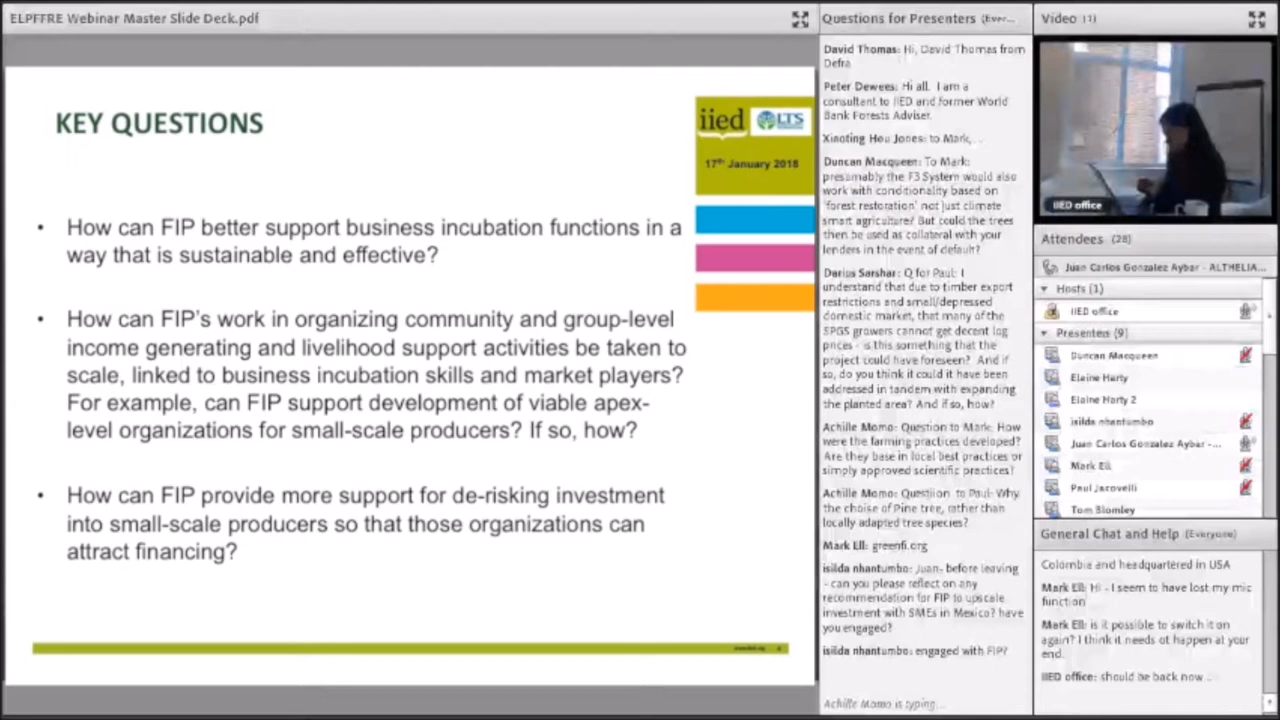 ELPFFRE Webinar Master Slide Deck.pdf
KEY QUESTIONS
iied
LTS
17th January 2018
• How can FIP better support business incubation functions in a
way that is sustainable and effective?
• How can FIP's work in organizing community and group-level
income generating and livelihood support activities be taken to
scale, linked to business incubation skills and market players?
For example, can FIP support development of viable apex-
level organizations for small-scale producers? If so, how?
• How can FIP provide more support for de-risking investment
into small-scale producers so that those organizations can
attract financing?
Questions for Presenters (Ever...
David Thomas: Hi, David Thomas from
Defra
Peter Dewees: Hi all. I am a
consultant to IIED and former World
Bank Forests Adviser.
Xiaoting Hou Jones: to Mark, ...
Duncan Macqueen: To Mark:
presumably the F3 System would also
work with conditionality based on
'forest restoration' not just climate
smart agriculture? But could the trees
then be used as collateral with your
lenders in the event of default?
Darius Sarshar: Q for Paul: I
understand that due to timber export
restrictions and small/depressed
domestic market, that many of the
SPGS growers cannot get decent log
prices - is this something that the
project could have foreseen? And if
so, do you think it could it have been
addressed in tandem with expanding
the planted area? And if so, how?
Achille Momo: Question to Mark: How
were the farming practices developed?
Are they base in local best practices or
simply approved scientific practices?
Achille Momo: Question to Paul: Why
the choise of Pine tree, rather than
locally adapted tree species?
Mark Ell: greenfi.org
isilda nhantumbo: Juan- before leaving
- can you please reflect on any
recommendation for FIP to upscale
investment with SMEs in Mexico? have
you engaged?
isilda nhantumbo: engaged with FIP?
Achille Momo is typing...
Video (1)
IIED office
Attendees (28)
Juan Carlos Gonzalez Aybar - ALTHELIA...
Hosts (1)
IIED office
Presenters (9)
Duncan Macqueen
Elaine Harty
Elaine Harty 2
isilda nhantumbo
Juan Carlos Gonzalez Aybar -...
Mark Ell
Paul Jacovelli
Tom Blomley
General Chat and Help (Everyone)
Colombia and headquartered in USA
Mark Ell: Hi - I seem to have lost my mic
function
Mark Ell: is it possible to switch it on
again? I think it needs ot happen at your
end.
IIED office: should be back now ...